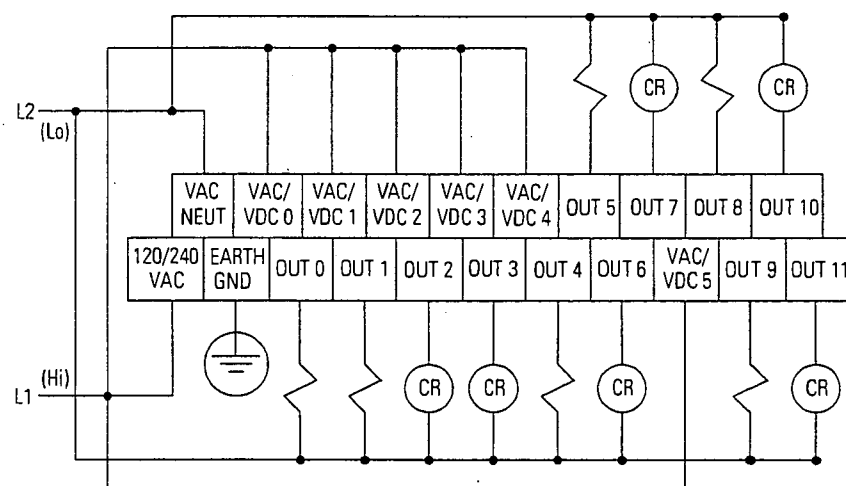 CR
CR
L2
(Lo)
VAC NEUT
VAC/ VDC 0
VAC/ VDC 1
VAC/ VDC 2
VAC/ VDC 3
VAC/ VDC 4
OUT 5
OUT 7
OUT 8
OUT 10
120/240 VAC
EARTH GND
OUT 0
OUT 1
OUT 2
OUT 3
OUT 4
OUT 6
VAC/ VDC 5
OUT 9
OUT 11
(Hi)
L1
CR
CR
CR
CR